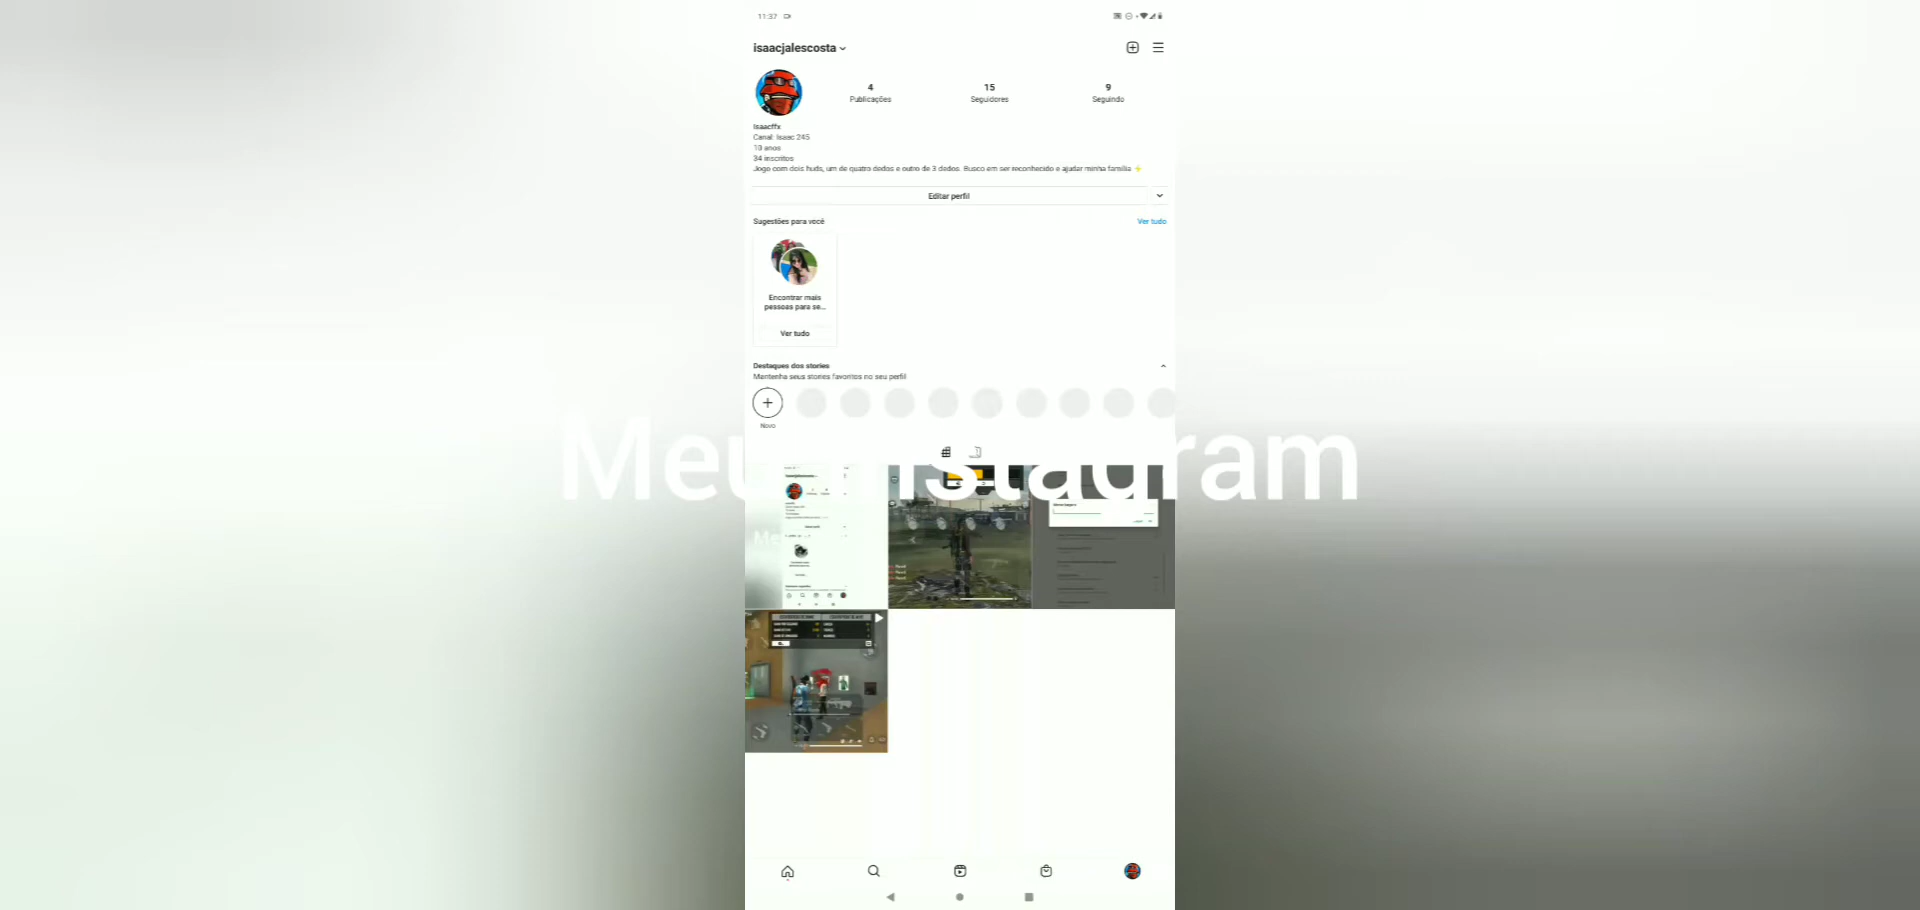 11:37
isaacjalescosta
4
Publicações
15
Seguidores
9
Seguindo
Isaacffx
Canal: Isaac 245
13 anos
34 inscritos
Jogo com dois huds, um de quatro dedos e outro de 3 dedos. Busco em ser reconhecido e ajudar minha família
Editar perfil
Sugestões para você
Ver tudo
Encontrar mais
pessoas para se...
Ver tudo
Destaques dos stories
Mantenha seus stories favoritos no seu perfil
Novo